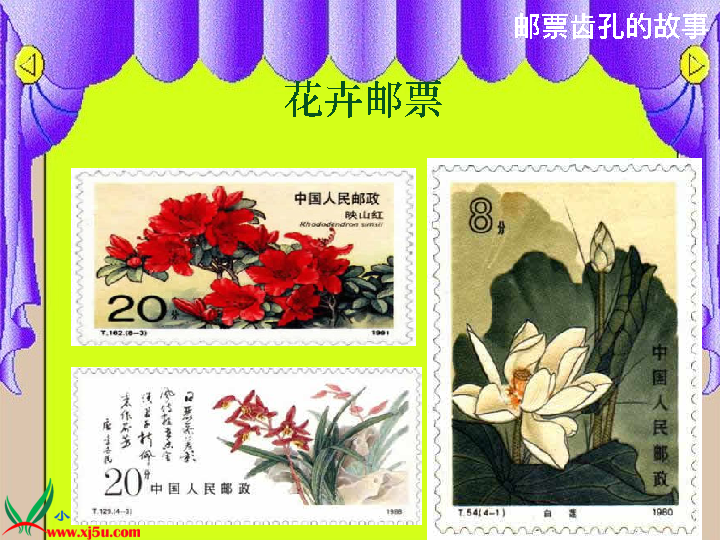 邮票齿孔的故事
花卉邮票
中国人民邮政
映山红
Rhododendron simsii
20分
T.162.(8-3)
1991
8分
中国人民邮政
T.54(4-1)
白莲
1980
20分
中国人民邮政
T.129.(4-3)
1988
小
www.xj5u.com